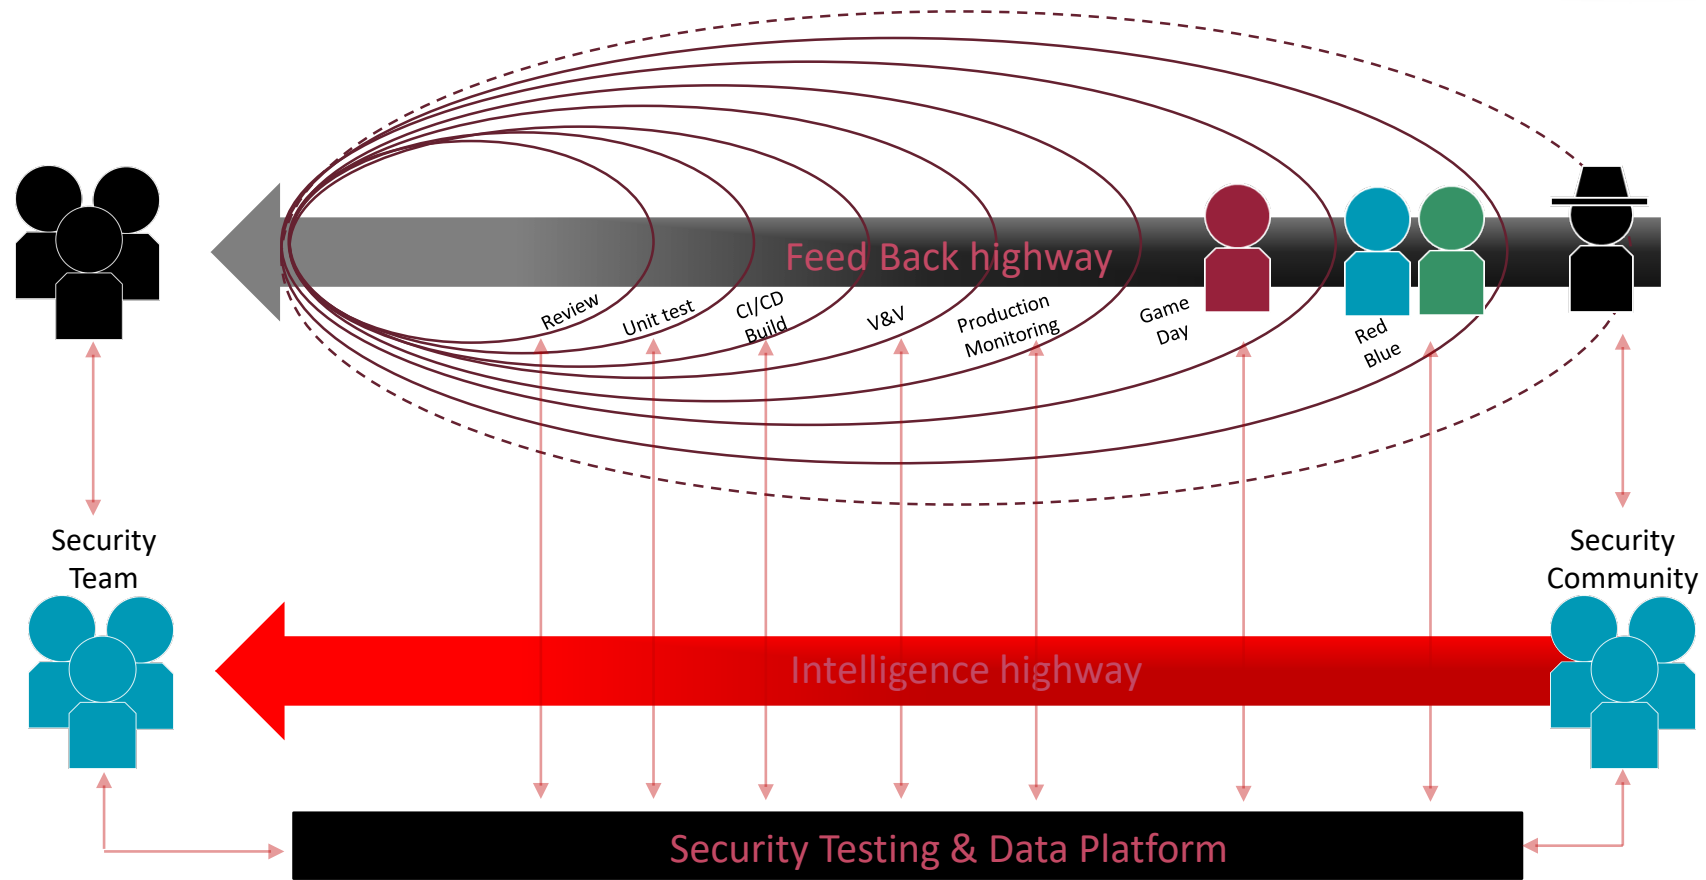 Feed Back highway
Review
Unit test
CI/CD
Build
V&V
Production
Monitoring
Game
Day
Red
Blue
Security
Team
Security
Community
Intelligence highway
Security Testing & Data Platform